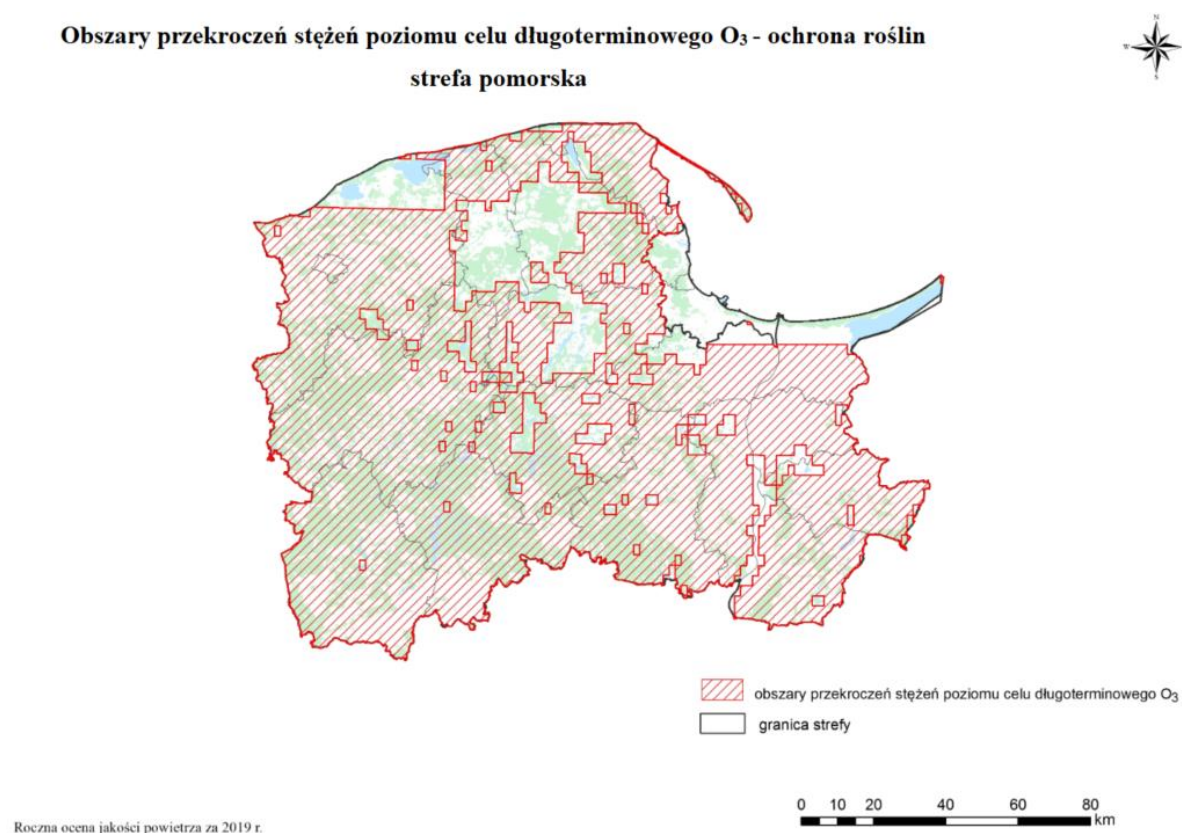 Obszary przekroczeń stężeń poziomu celu długoterminowego O₃ - ochrona roślin
strefa pomorska
N
W
S
obszary przekroczeń stężeń poziomu celu długoterminowego O₃
granica strefy
0 10 20 40 60 80
km
Roczna ocena jakości powietrza za 2019 r.